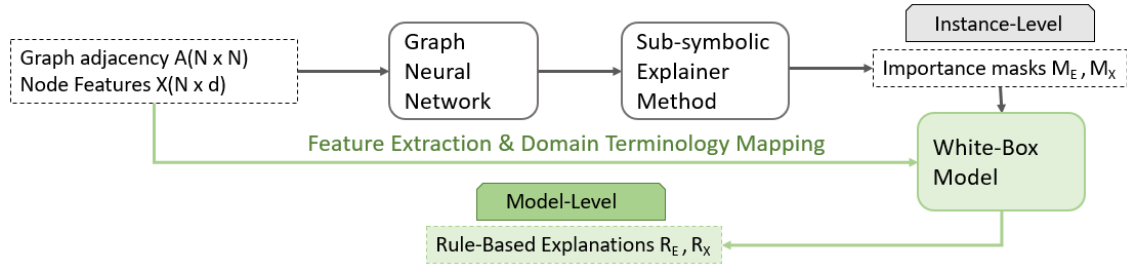 Graph adjacency A(N x N)
Node Features X(N x d)
Graph
Neural
Network
Sub-symbolic
Explainer
Method
Instance-Level
Importance masks M_E , M_X
Feature Extraction & Domain Terminology Mapping
White-Box
Model
Model-Level
Rule-Based Explanations R_E , R_X